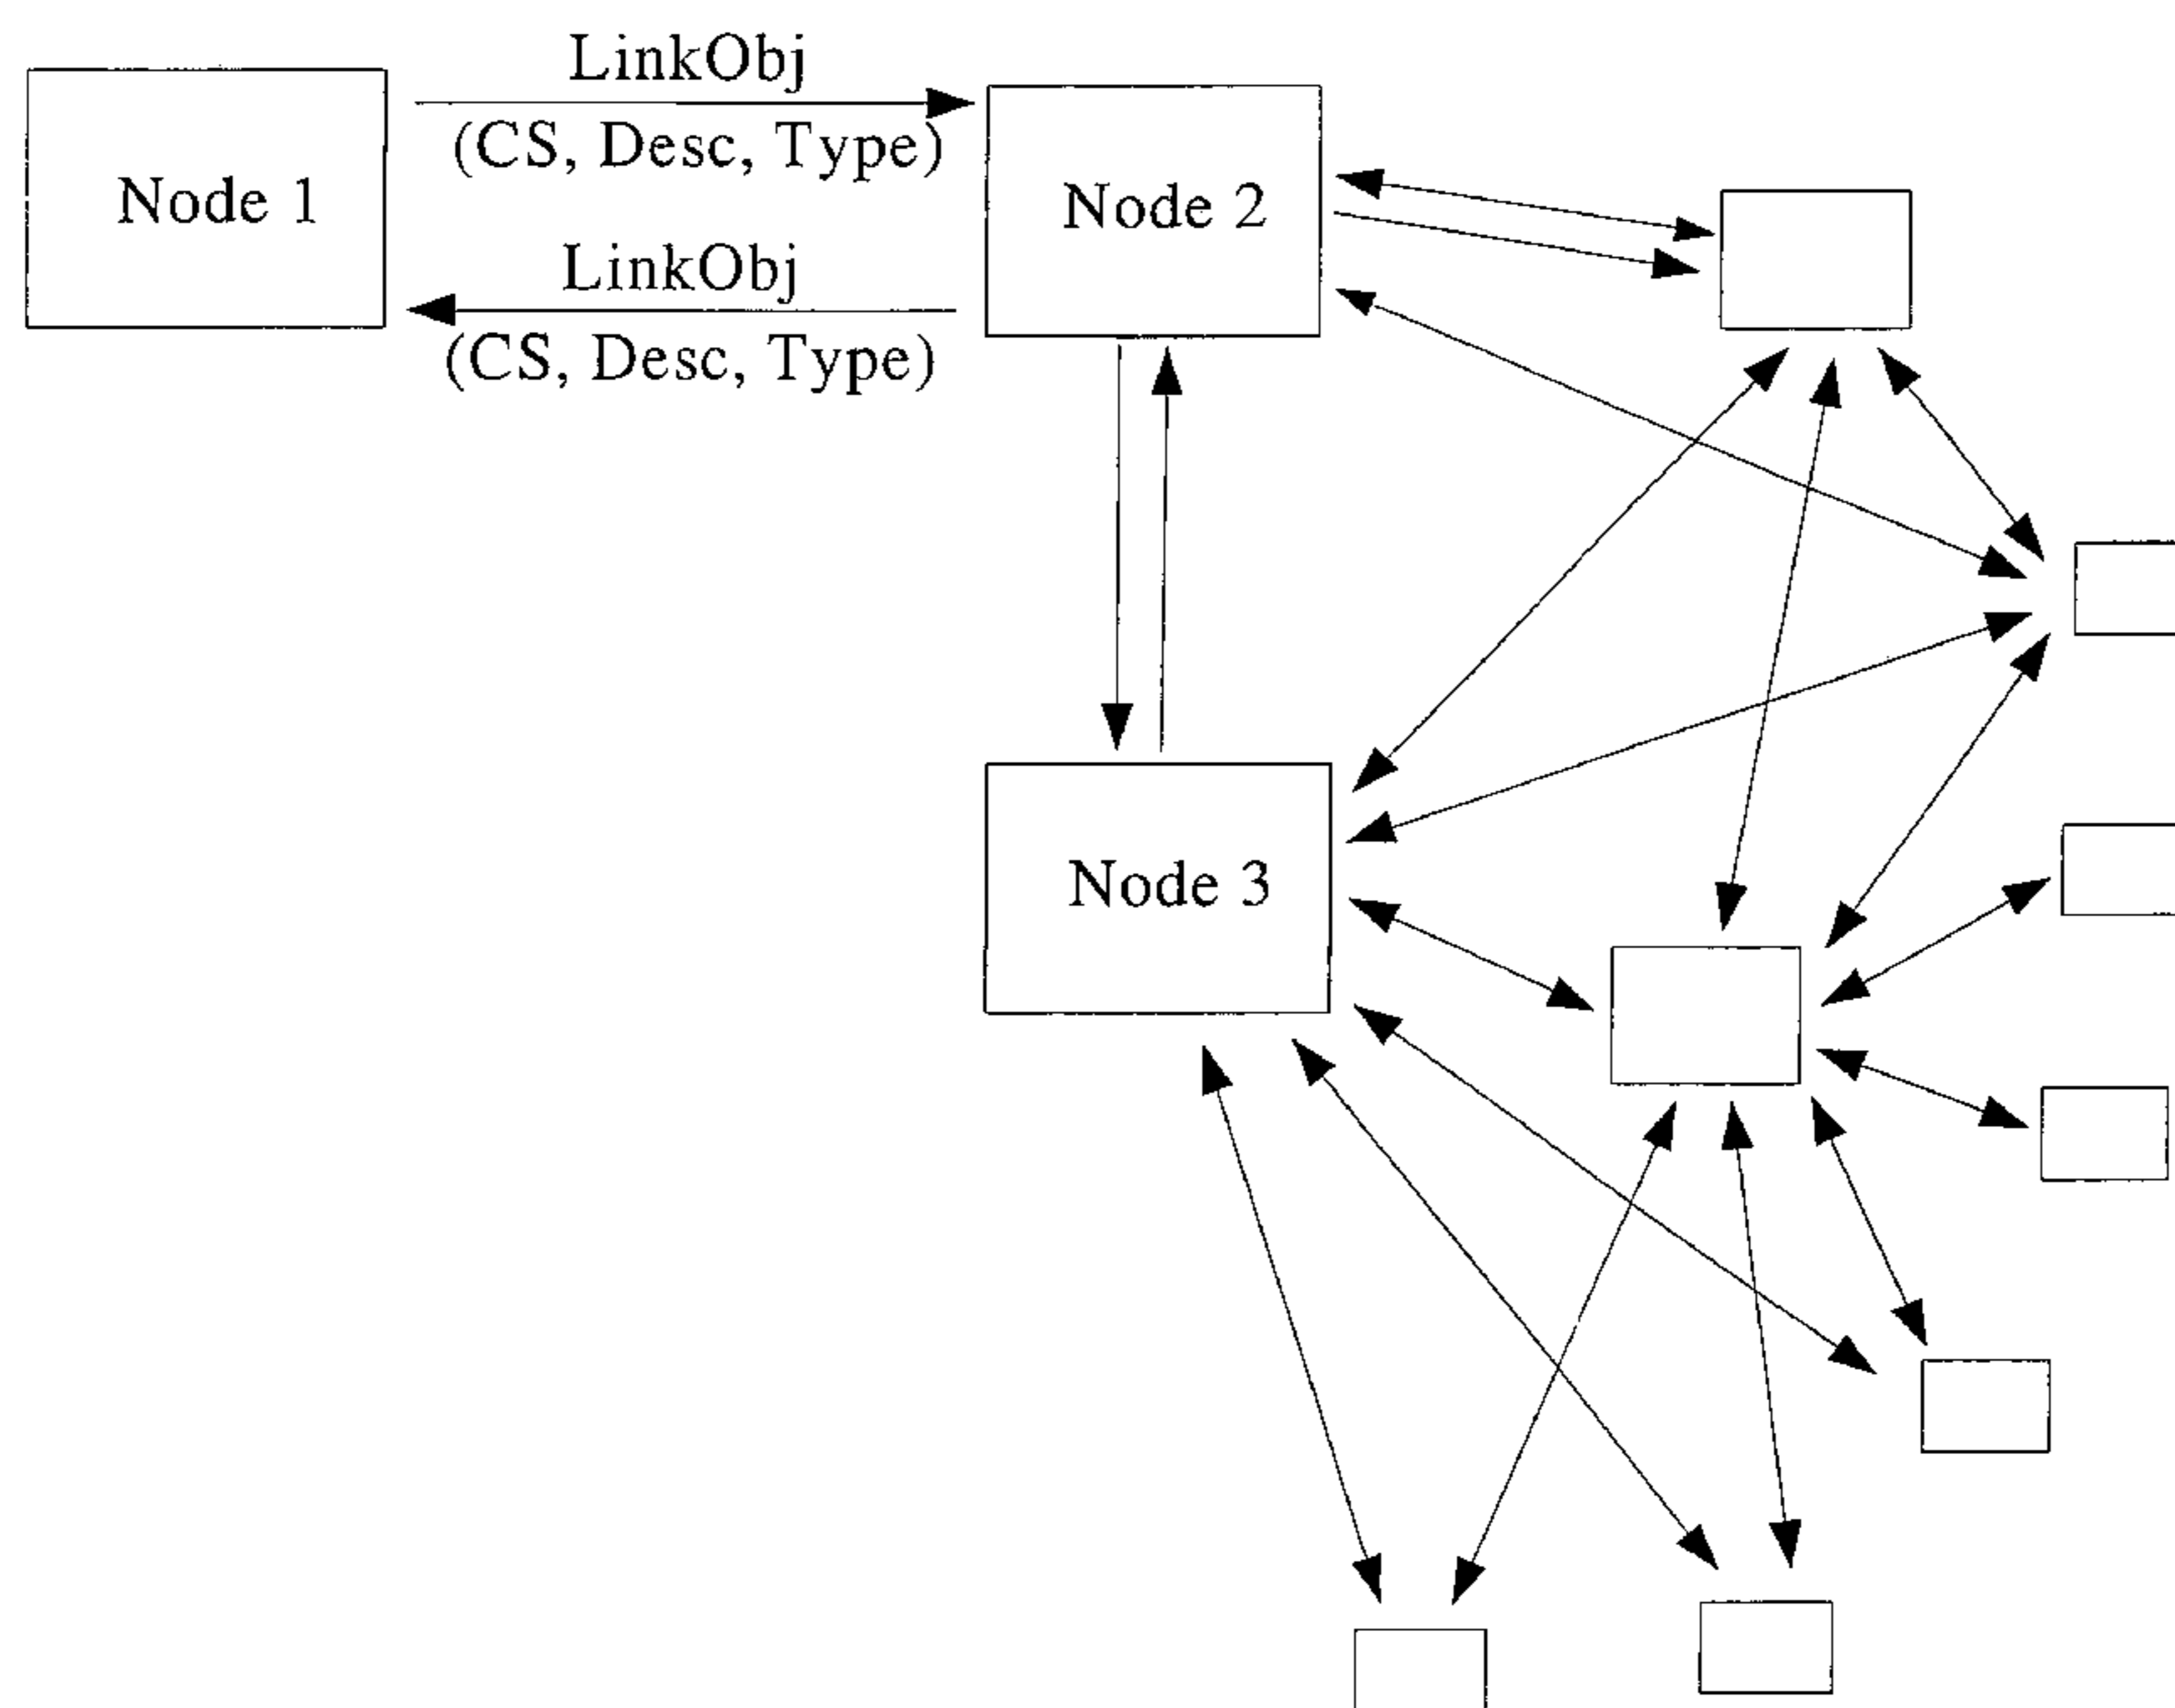 LinkObj
(CS, Desc, Type)
Node 1
Node 2
LinkObj
(CS, Desc, Type)
Node 3